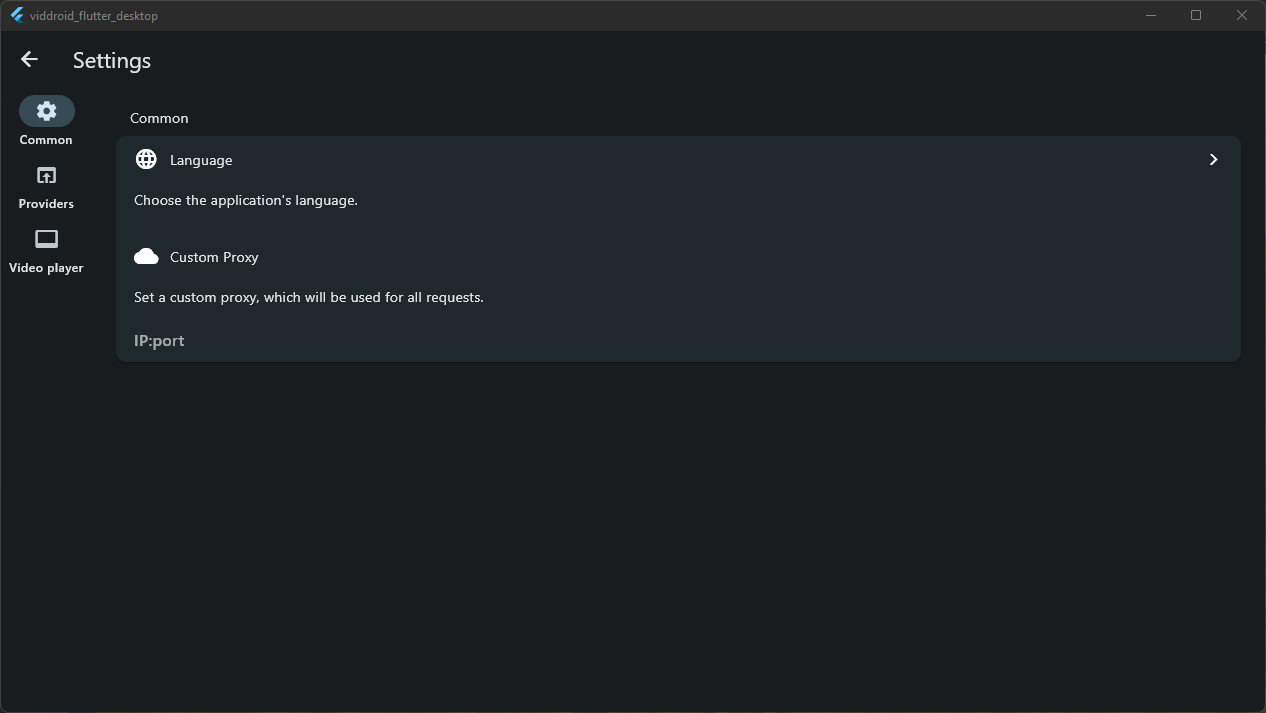 viddroid_flutter_desktop
Settings
Common
Providers
Video player
Common
Language
Choose the application's language.
Custom Proxy
Set a custom proxy, which will be used for all requests.
IP:port